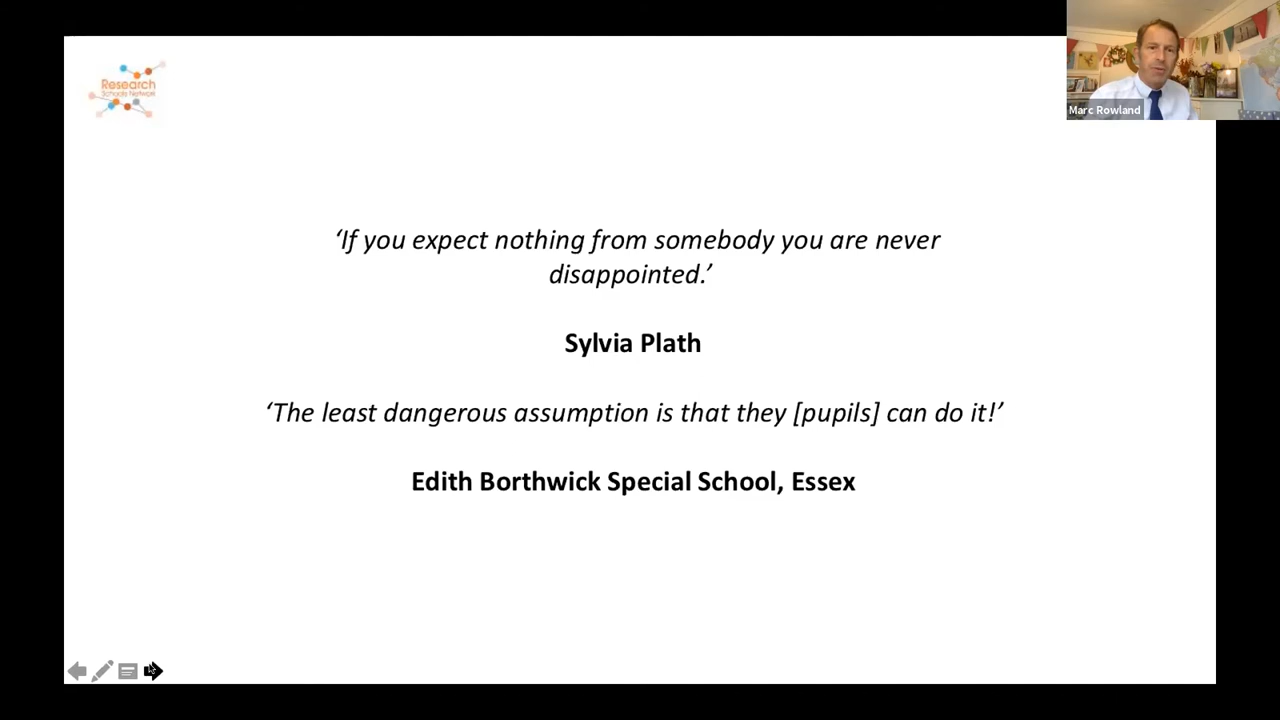 Research
Schools Network
Marc Rowland
‘If you expect nothing from somebody you are never
disappointed.’
Sylvia Plath
‘The least dangerous assumption is that they [pupils] can do it!’
Edith Borthwick Special School, Essex